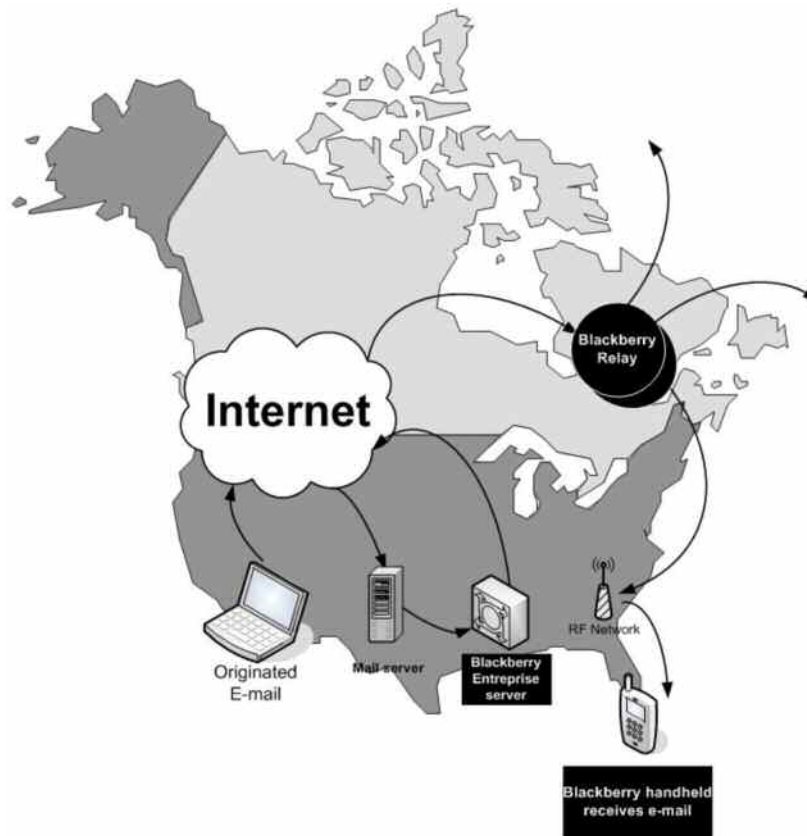 Blackberry
Relay
Internet
Originated
E-mail
Mail server
Blackberry
Entreprise
server
RF Network
Blackberry handheld
receives e-mail